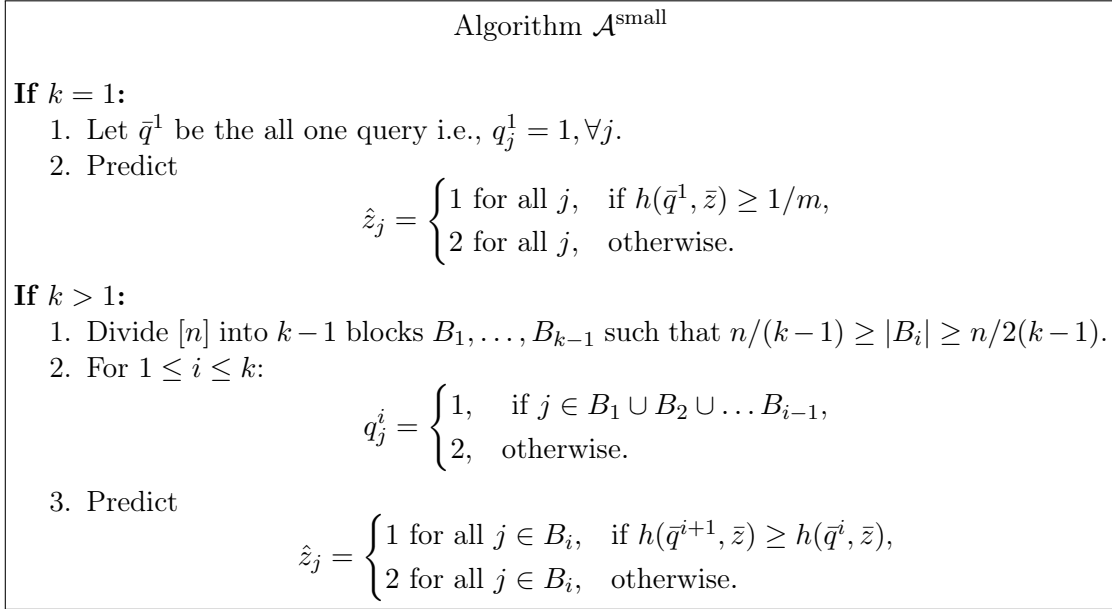 Algorithm 𝒜^small
If k = 1:
1. Let q̄¹ be the all one query i.e., q¹_j = 1, ∀j.
2. Predict
ẑ_j = { 1 for all j, if h(q̄¹, z̄) ≥ 1/m,
2 for all j, otherwise.
If k > 1:
1. Divide [n] into k − 1 blocks B_1, . . . , B_{k−1} such that n/(k − 1) ≥ |B_i| ≥ n/2(k − 1).
2. For 1 ≤ i ≤ k:
q^i_j = { 1, if j ∈ B_1 ∪ B_2 ∪ . . . B_{i−1},
2, otherwise.
3. Predict
ẑ_j = { 1 for all j ∈ B_i, if h(q̄^{i+1}, z̄) ≥ h(q̄^i, z̄),
2 for all j ∈ B_i, otherwise.